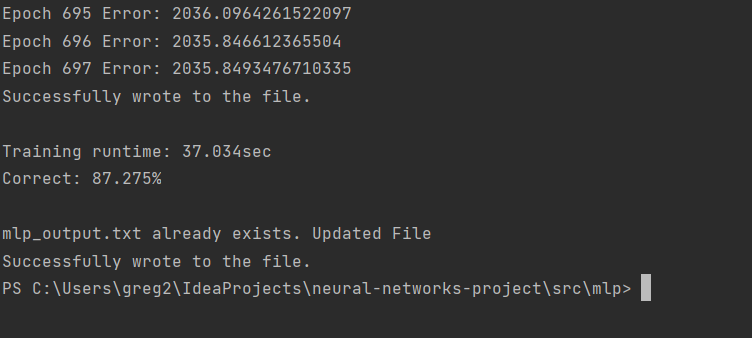 Epoch 695 Error: 2036.0964261522097
Epoch 696 Error: 2035.846612365504
Epoch 697 Error: 2035.8493476710335
Successfully wrote to the file.
Training runtime: 37.034sec
Correct: 87.275%
mlp_output.txt already exists. Updated File
Successfully wrote to the file.
PS C:\Users\greg2\IdeaProjects\neural-networks-project\src\mlp>